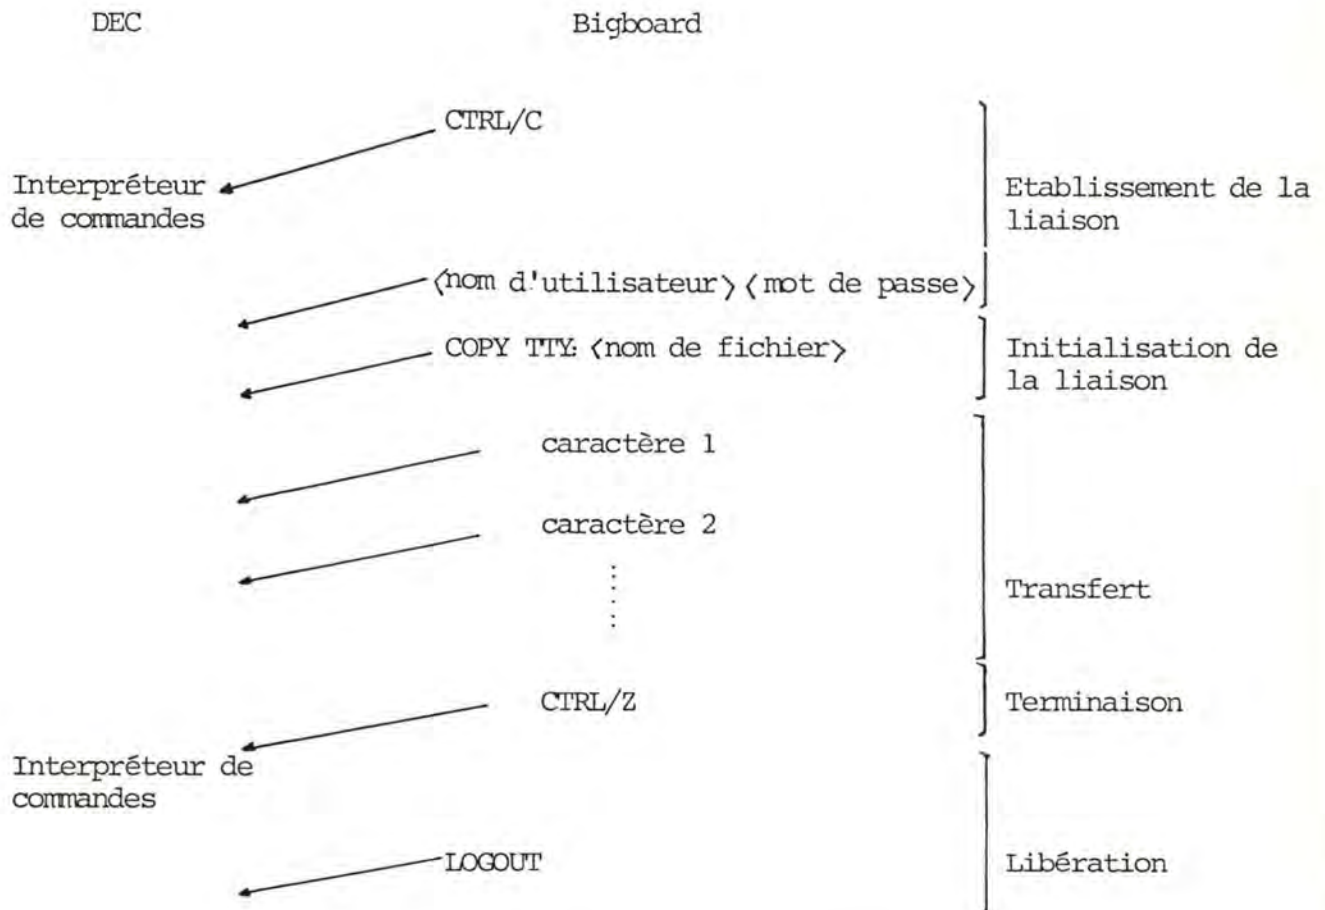 DEC Bigboard
CTRL/C
Interpréteur
de commandes
Etablissement de la
liaison
<nom d'utilisateur> <mot de passe>
COPY TTY: <nom de fichier>
Initialisation de
la liaison
caractère 1
caractère 2
Transfert
CTRL/Z
Terminaison
Interpréteur de
commandes
LOGOUT
Libération